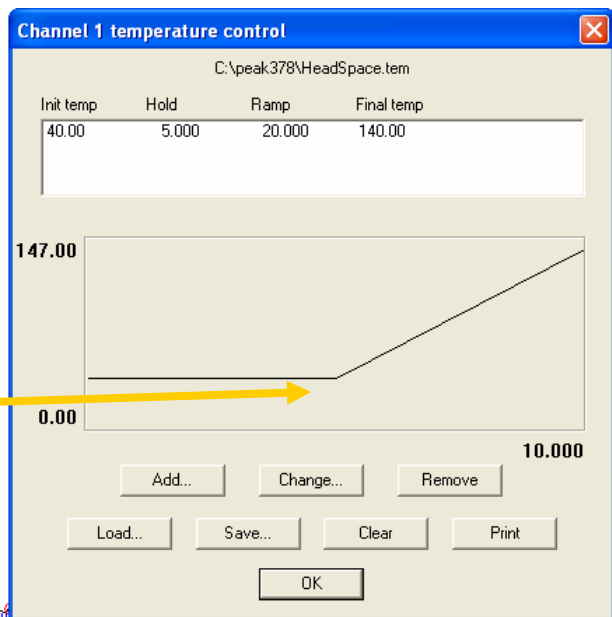 Channel 1 temperature control
C:\peak378\HeadSpace.tem
Init temp Hold Ramp Final temp
40.00 5.000 20.000 140.00
147.00
0.00
10.000
Add... Change... Remove
Load... Save... Clear Print
OK